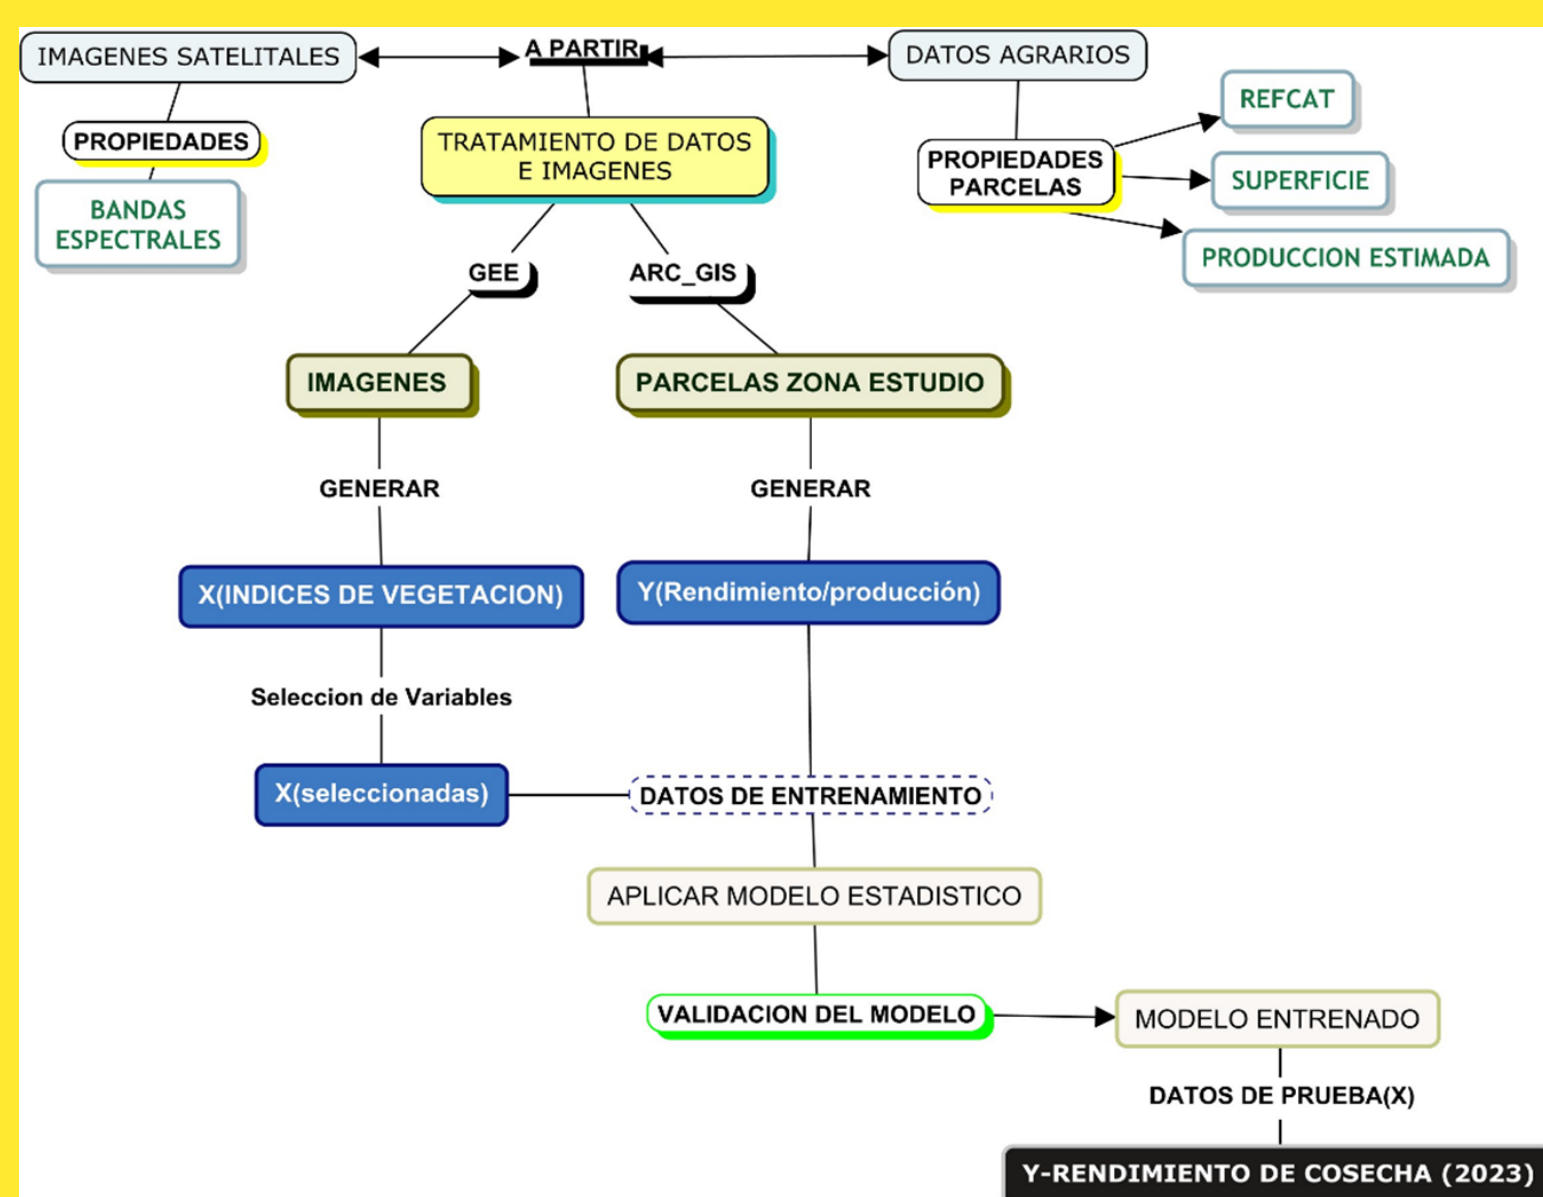 IMAGENES SATELITALES
A PARTIR
DATOS AGRARIOS
PROPIEDADES
BANDAS
ESPECTRALES
TRATAMIENTO DE DATOS
E IMAGENES
PROPIEDADES
PARCELAS
REFCAT
SUPERFICIE
PRODUCCION ESTIMADA
GEE
ARC_GIS
IMAGENES
PARCELAS ZONA ESTUDIO
GENERAR
GENERAR
X(INDICES DE VEGETACION)
Y(Rendimiento/producción)
Seleccion de Variables
X(seleccionadas)
DATOS DE ENTRENAMIENTO
APLICAR MODELO ESTADISTICO
VALIDACION DEL MODELO
MODELO ENTRENADO
DATOS DE PRUEBA(X)
Y-RENDIMIENTO DE COSECHA (2023)